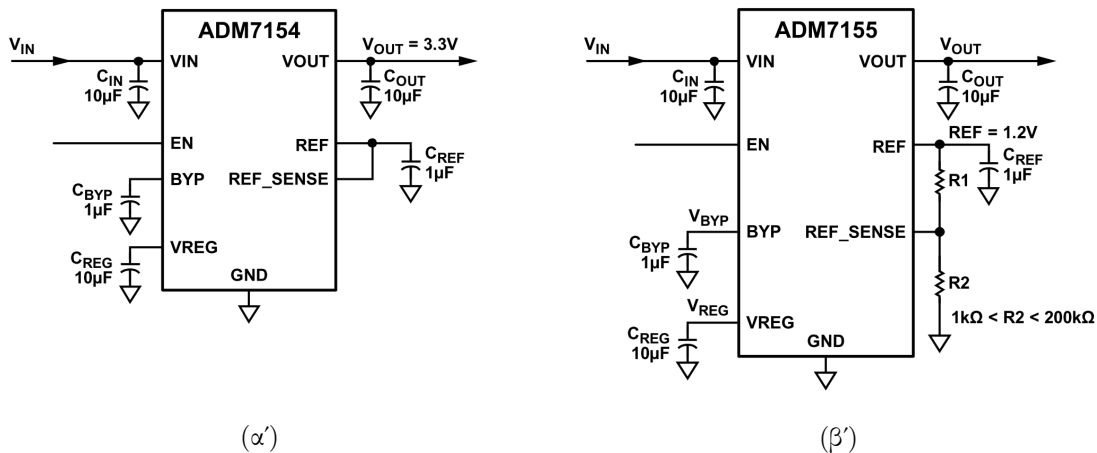 ADM7154
V_IN
VIN
C_IN
10µF
VOUT
V_OUT = 3.3V
C_OUT
10µF
EN
REF
C_REF
1µF
BYP
REF_SENSE
C_BYP
1µF
VREG
C_REG
10µF
GND
(α′)
ADM7155
V_IN
VIN
C_IN
10µF
VOUT
V_OUT
C_OUT
10µF
EN
REF
REF = 1.2V
C_REF
1µF
R1
V_BYP
BYP
C_BYP
1µF
REF_SENSE
R2
1kΩ < R2 < 200kΩ
V_REG
VREG
C_REG
10µF
GND
(β′)